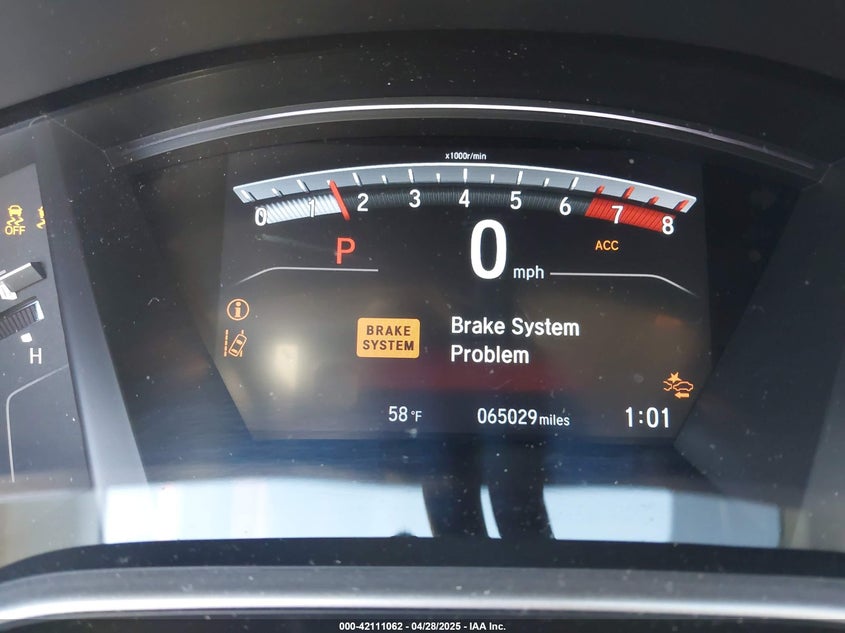 x1000r/min
0 1 2 3 4 5 6 7 8
OFF
P
0 mph
ACC
i
BRAKE
SYSTEM
Brake System
Problem
H
58°F
065029 miles
1:01
000-42111062 - 04/28/2025 - IAA Inc.